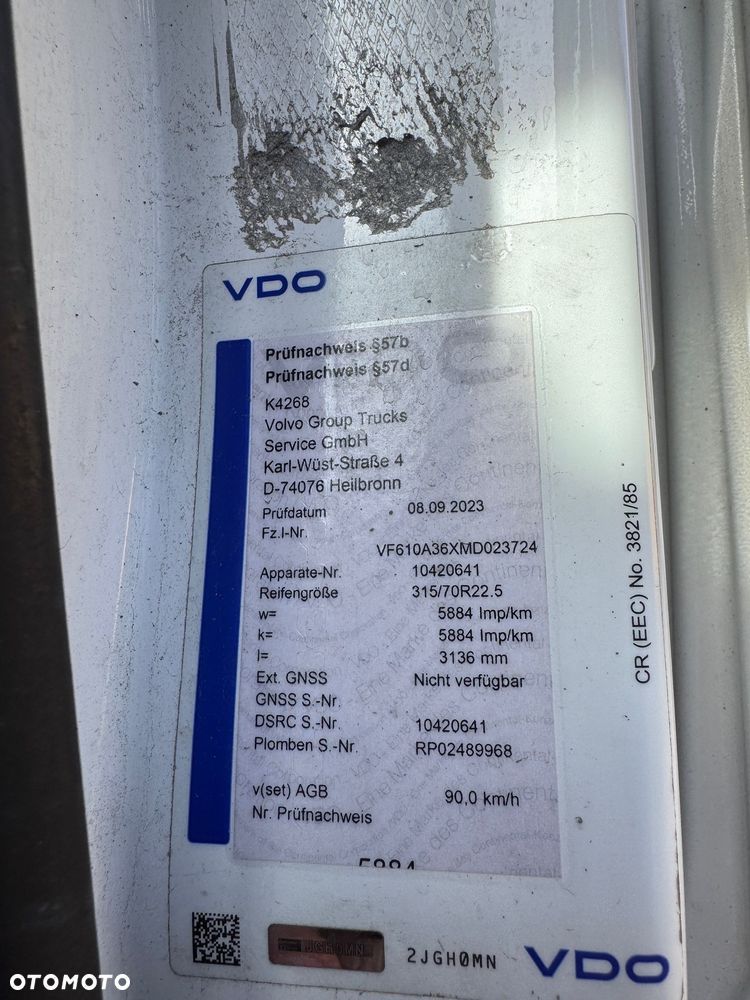 VDO
Prüfnachweis §57b
Prüfnachweis §57d
K4268
Volvo Group Trucks
Service GmbH
Karl-Wüst-Straße 4
D-74076 Heilbronn
Prüfdatum 08.09.2023
Fz.I-Nr.
VF610A36XMD023724
Apparate-Nr. 10420641
Reifengröße 315/70R22.5
w= 5884 Imp/km
k= 5884 Imp/km
l= 3136 mm
Ext. GNSS Nicht verfügbar
GNSS S.-Nr.
DSRC S.-Nr. 10420641
Plomben S.-Nr. RP02489968
v(set) AGB 90,0 km/h
Nr. Prüfnachweis
5884
CR (EEC) No. 3821/85
JGH0MN
2JGH0MN
VDO
OTOMOTO